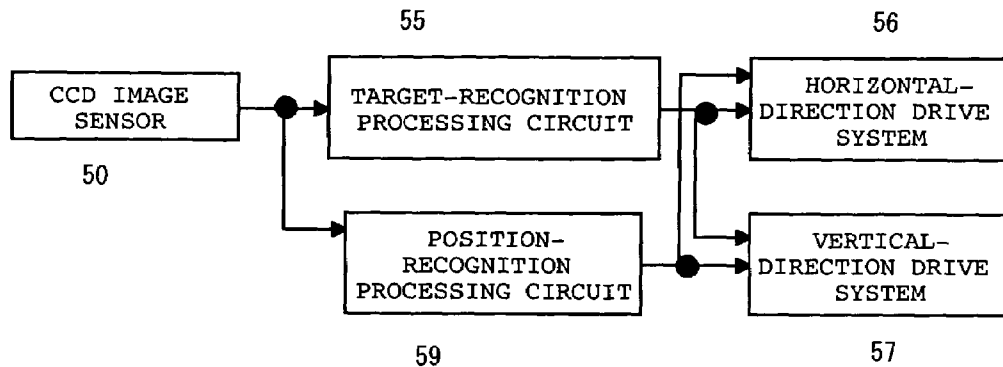 55
56
CCD IMAGE
SENSOR
TARGET-RECOGNITION
PROCESSING CIRCUIT
HORIZONTAL-
DIRECTION DRIVE
SYSTEM
50
POSITION-
RECOGNITION
PROCESSING CIRCUIT
VERTICAL-
DIRECTION DRIVE
SYSTEM
59
57